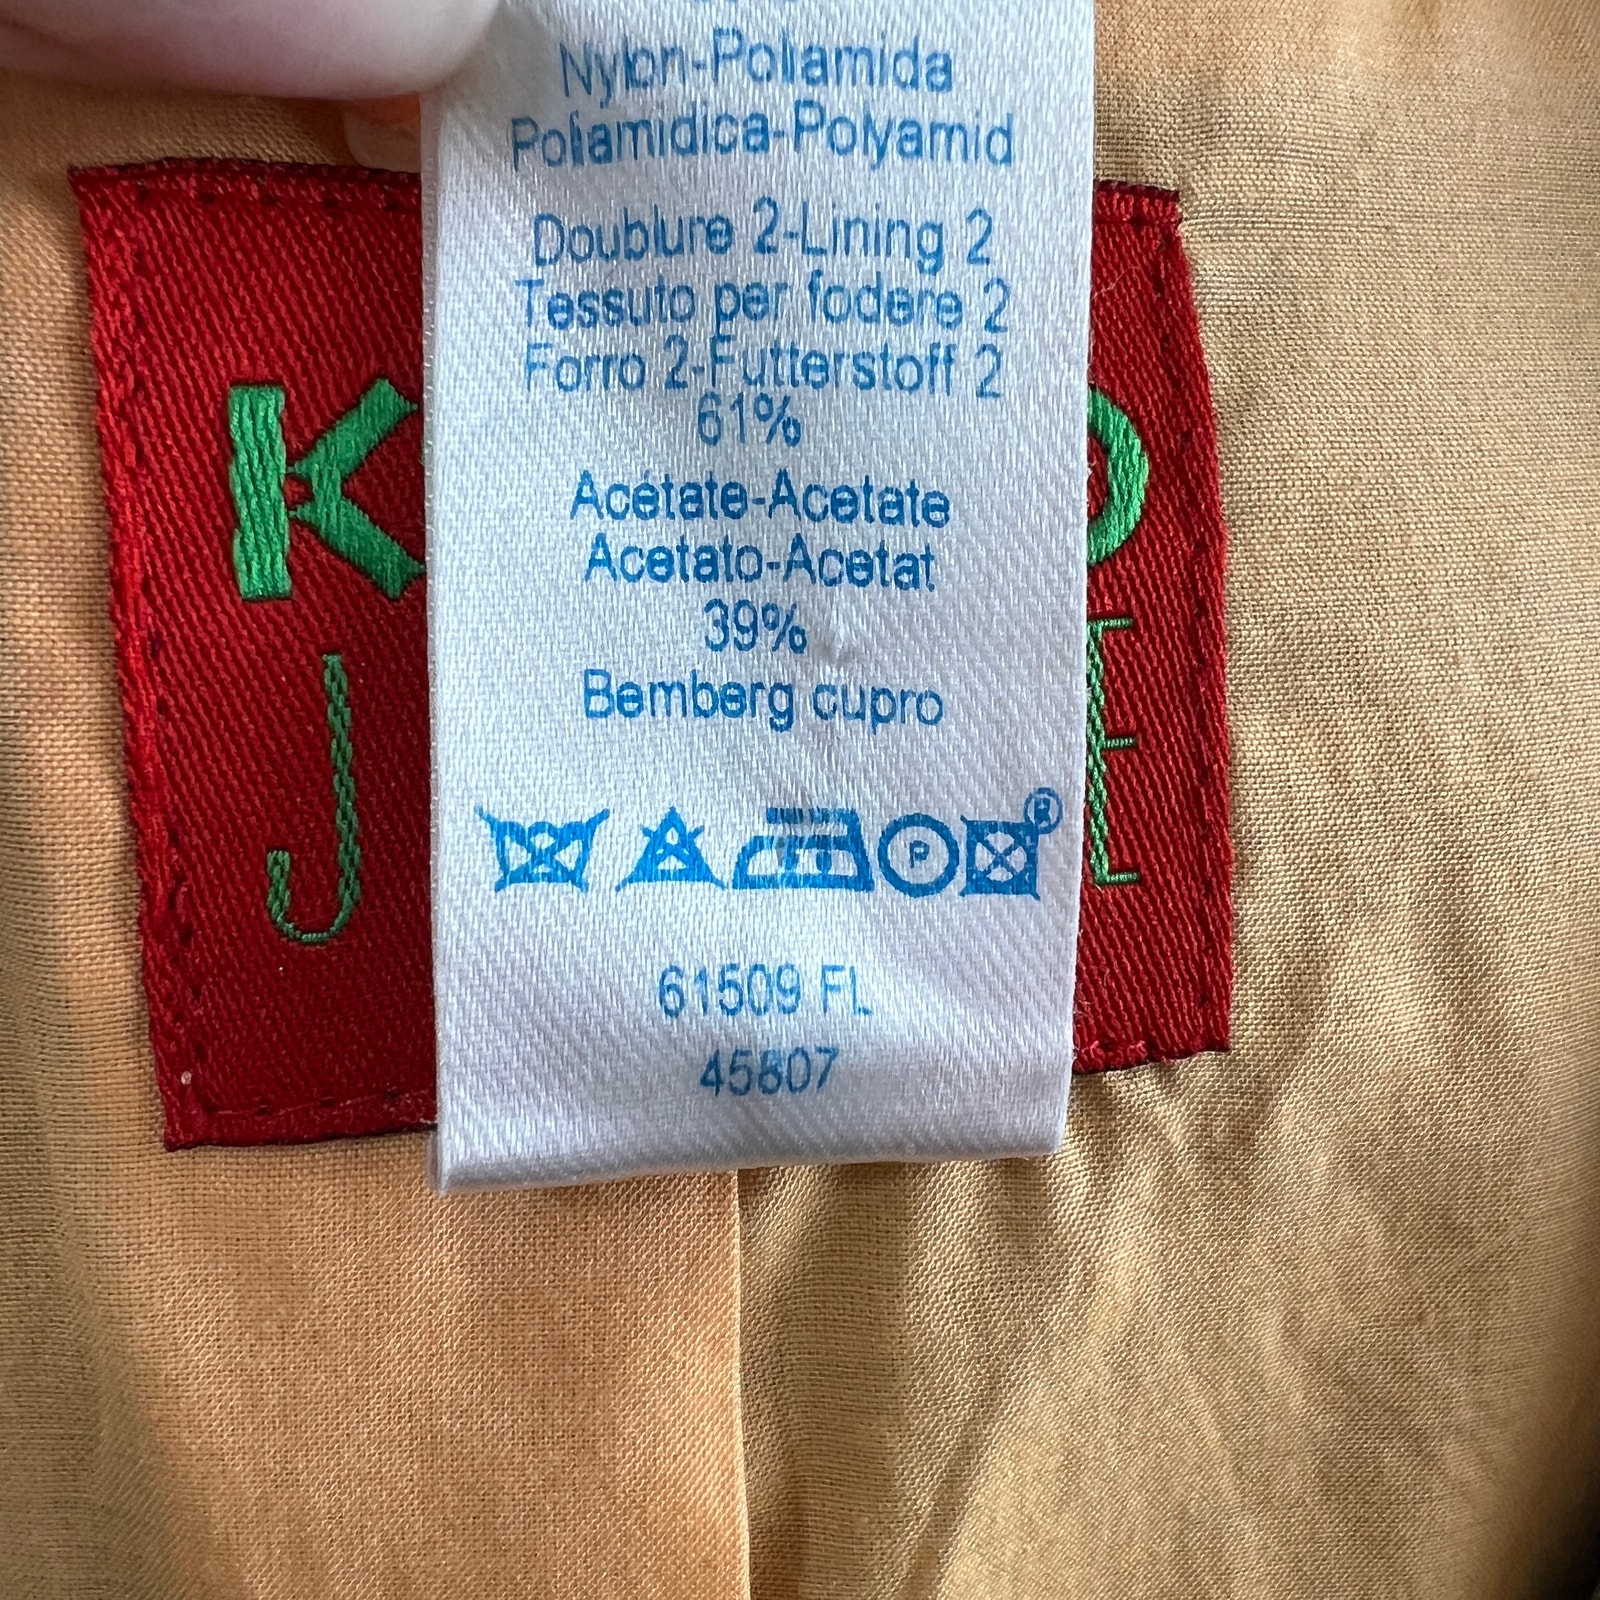 Nylon-Poliamida
Poliamidica-Polyamid
Doublure 2-Lining 2
Tessuto per fodere 2
Forro 2-Futterstoff 2
61%
Acétate-Acetate
Acetato-Acetat
39%
Bemberg cupro
P
61509 FL
45807
K
O
J
E